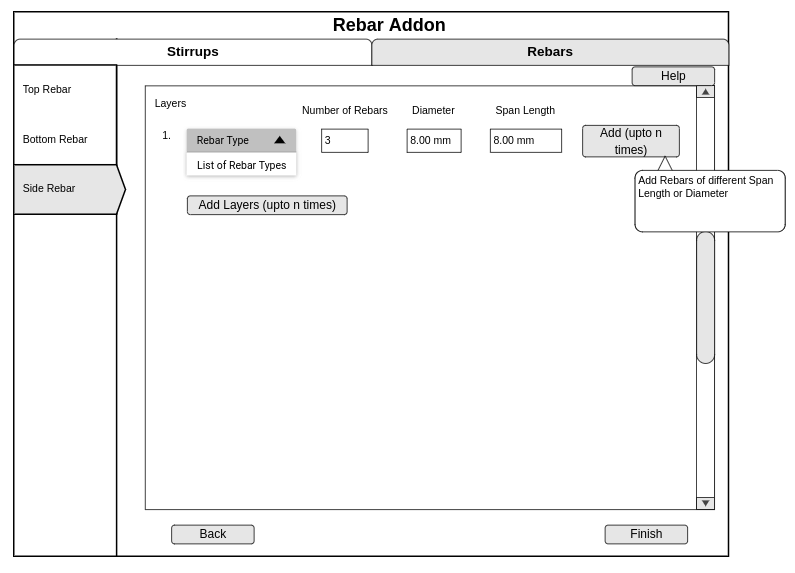 Rebar Addon
Stirrups
Rebars
Help
Top Rebar
Bottom Rebar
Side Rebar
Layers
Number of Rebars
Diameter
Span Length
1.
Rebar Type
3
8.00 mm
8.00 mm
Add (upto n
times)
List of Rebar Types
Add Rebars of different Span
Length or Diameter
Add Layers (upto n times)
Back
Finish